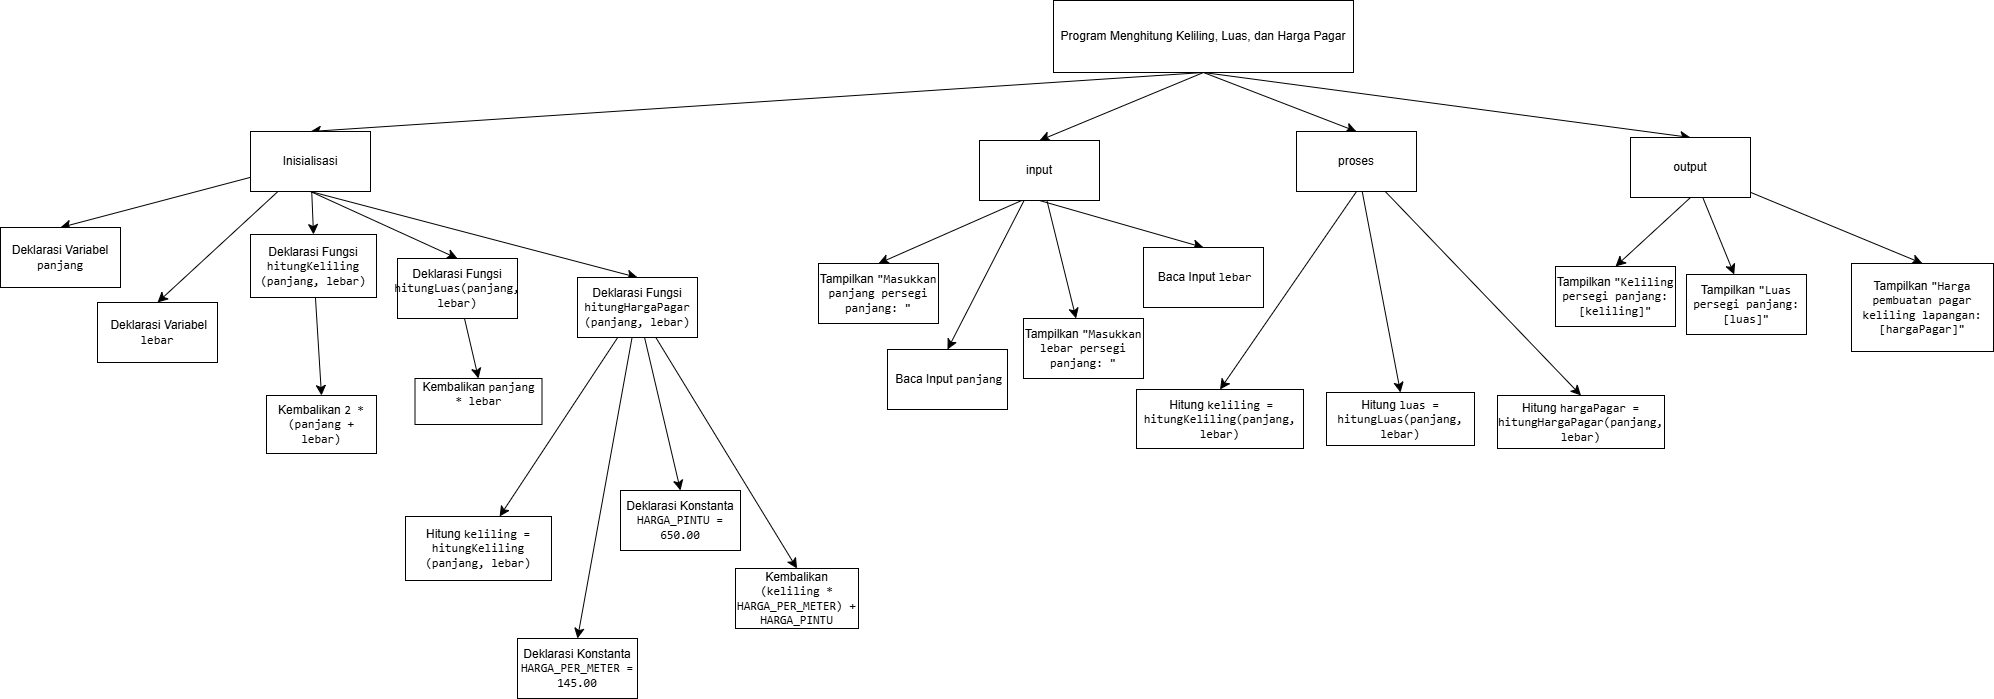 Program Menghitung Keliling, Luas, dan Harga Pagar
Inisialisasi
input
proses
output
Deklarasi Variabel
panjang
Deklarasi Variabel
lebar
Deklarasi Fungsi
hitungKeliling
(panjang, lebar)
Deklarasi Fungsi
hitungLuas(panjang,
lebar)
Deklarasi Fungsi
hitungHargaPagar
(panjang, lebar)
Kembalikan 2 *
(panjang +
lebar)
Kembalikan panjang
* lebar
Hitung keliling =
hitungKeliling
(panjang, lebar)
Deklarasi Konstanta
HARGA_PER_METER =
145.00
Deklarasi Konstanta
HARGA_PINTU =
650.00
Kembalikan
(keliling *
HARGA_PER_METER) +
HARGA_PINTU
Tampilkan "Masukkan
panjang persegi
panjang: "
Baca Input panjang
Tampilkan "Masukkan
lebar persegi
panjang: "
Baca Input lebar
Hitung keliling =
hitungKeliling(panjang,
lebar)
Hitung luas =
hitungLuas(panjang,
lebar)
Hitung hargaPagar =
hitungHargaPagar(panjang,
lebar)
Tampilkan "Keliling
persegi panjang:
[keliling]"
Tampilkan "Luas
persegi panjang:
[luas]"
Tampilkan "Harga
pembuatan pagar
keliling lapangan:
[hargaPagar]"